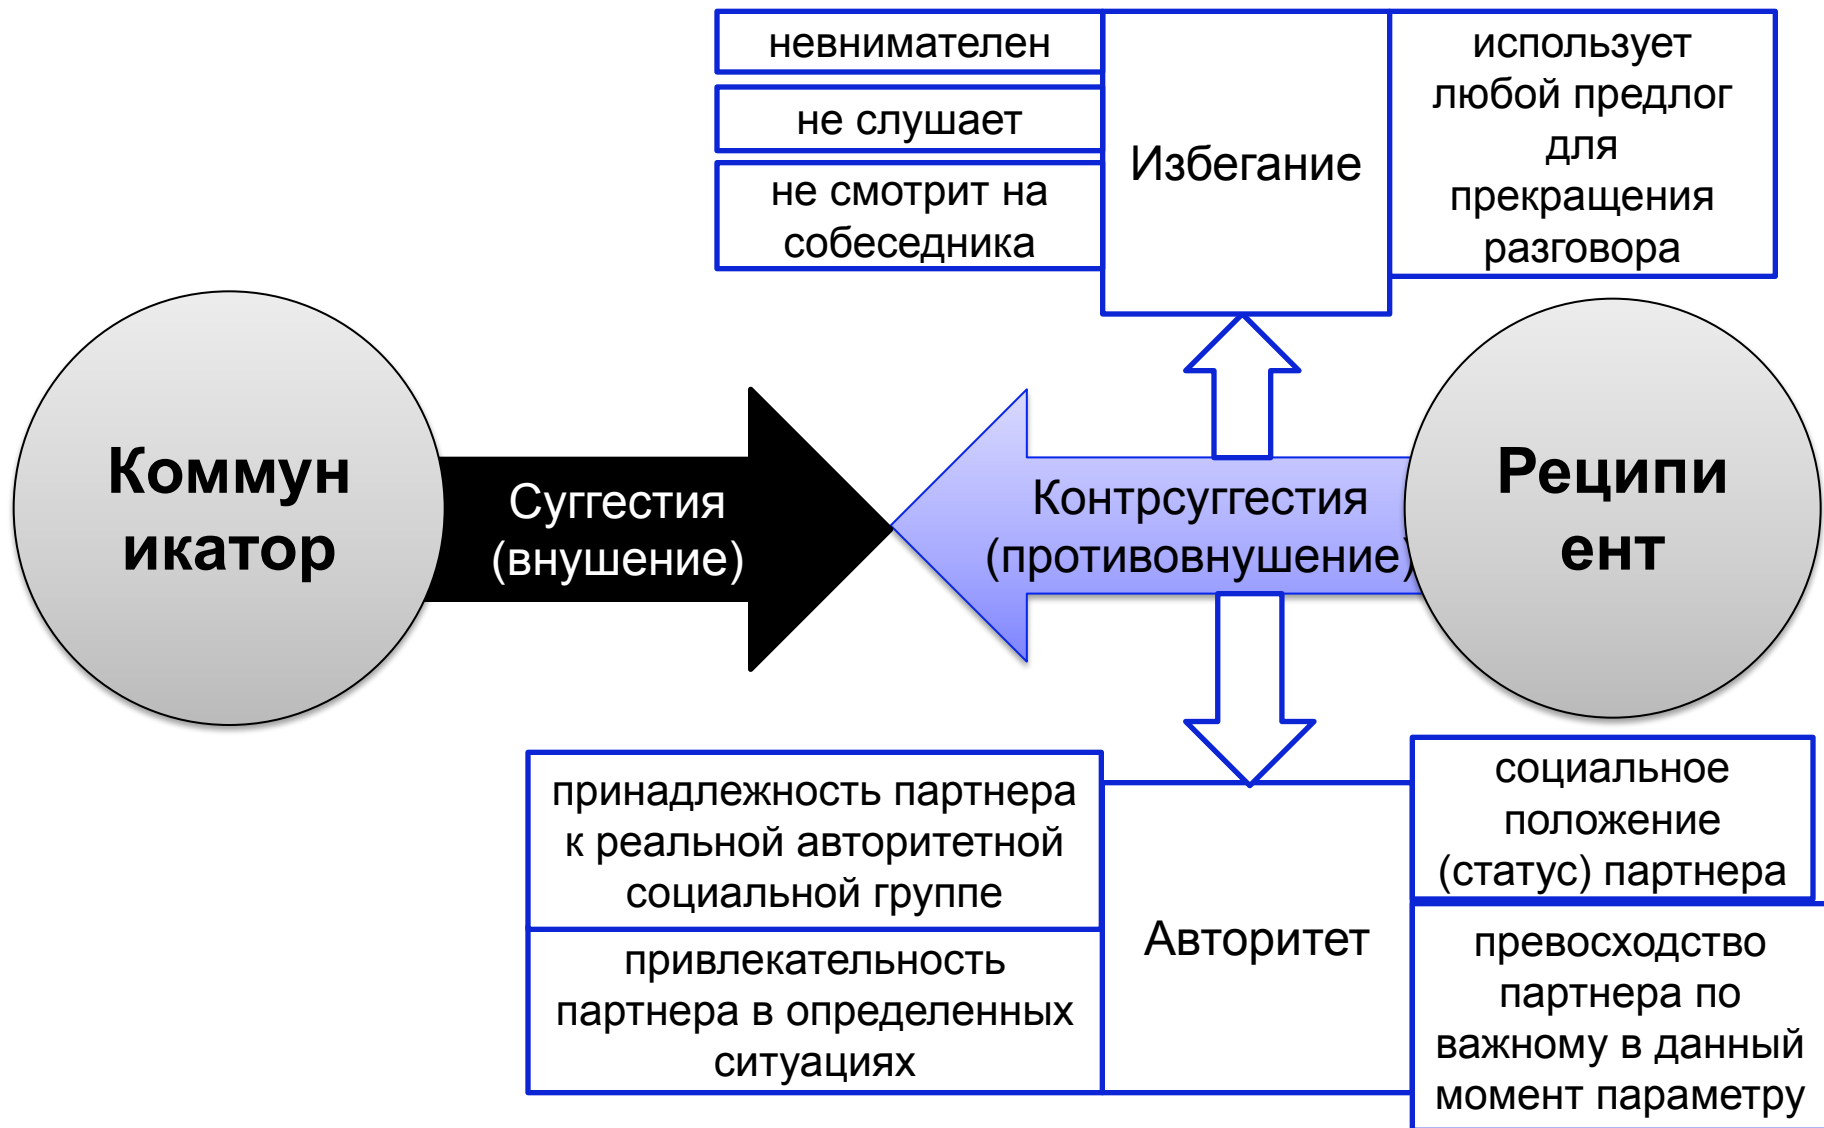 невнимателен
не слушает
не смотрит на
собеседника
Избегание
использует
любой предлог
для
прекращения
разговора
Коммун
икатор
Суггестия
(внушение)
Контрсуггестия
(противовнушение)
Реципи
ент
принадлежность партнера
к реальной авторитетной
социальной группе
привлекательность
партнера в определенных
ситуациях
Авторитет
социальное
положение
(статус) партнера
превосходство
партнера по
важному в данный
момент параметру